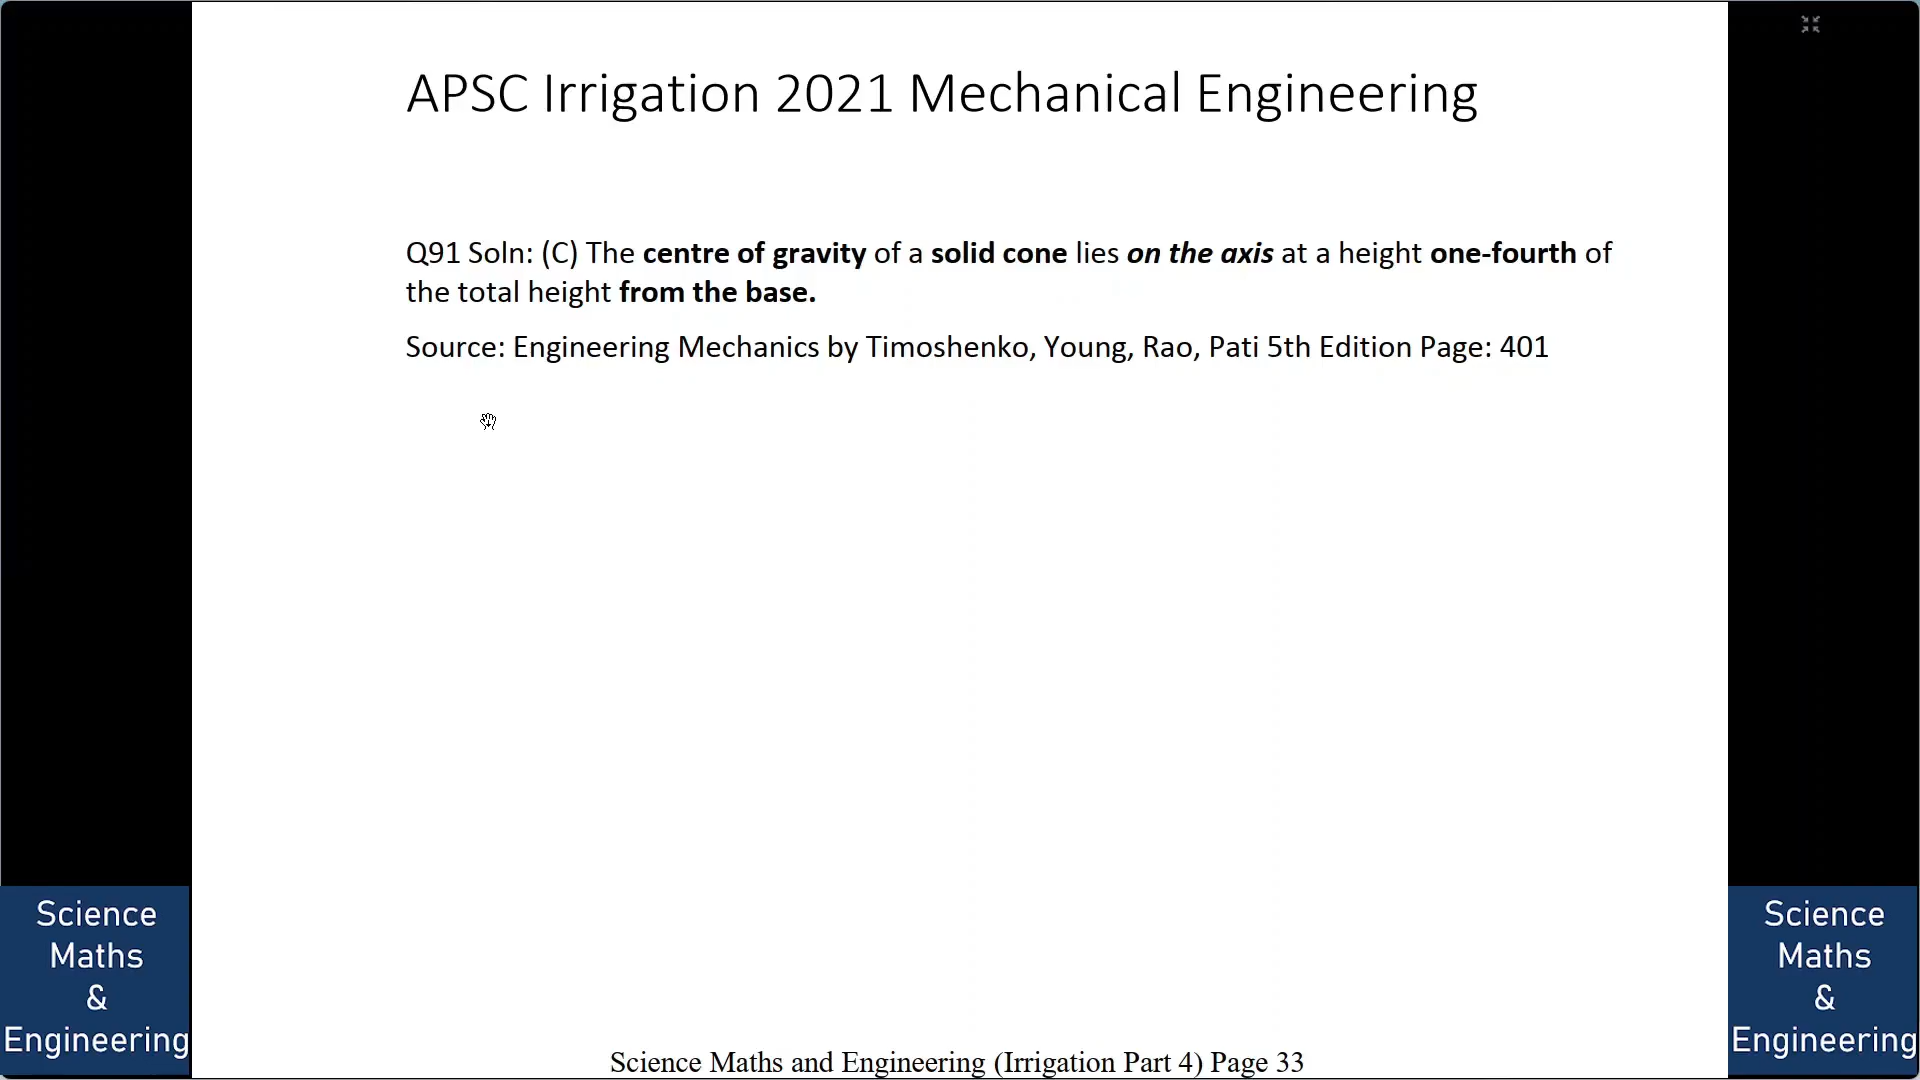 APSC Irrigation 2021 Mechanical Engineering
Q91 Soln: (C) The centre of gravity of a solid cone lies on the axis at a height one-fourth of
the total height from the base.
Source: Engineering Mechanics by Timoshenko, Young, Rao, Pati 5th Edition Page: 401
Science
Maths
&
Engineering
Science
Maths
&
Engineering
Science Maths and Engineering (Irrigation Part 4) Page 33